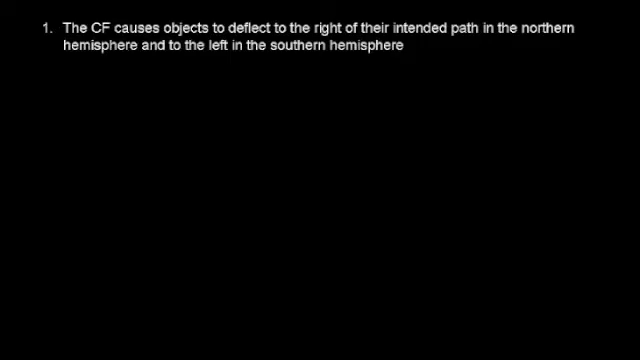 1. The CF causes objects to deflect to the right of their intended path in the northern
hemisphere and to the left in the southern hemisphere